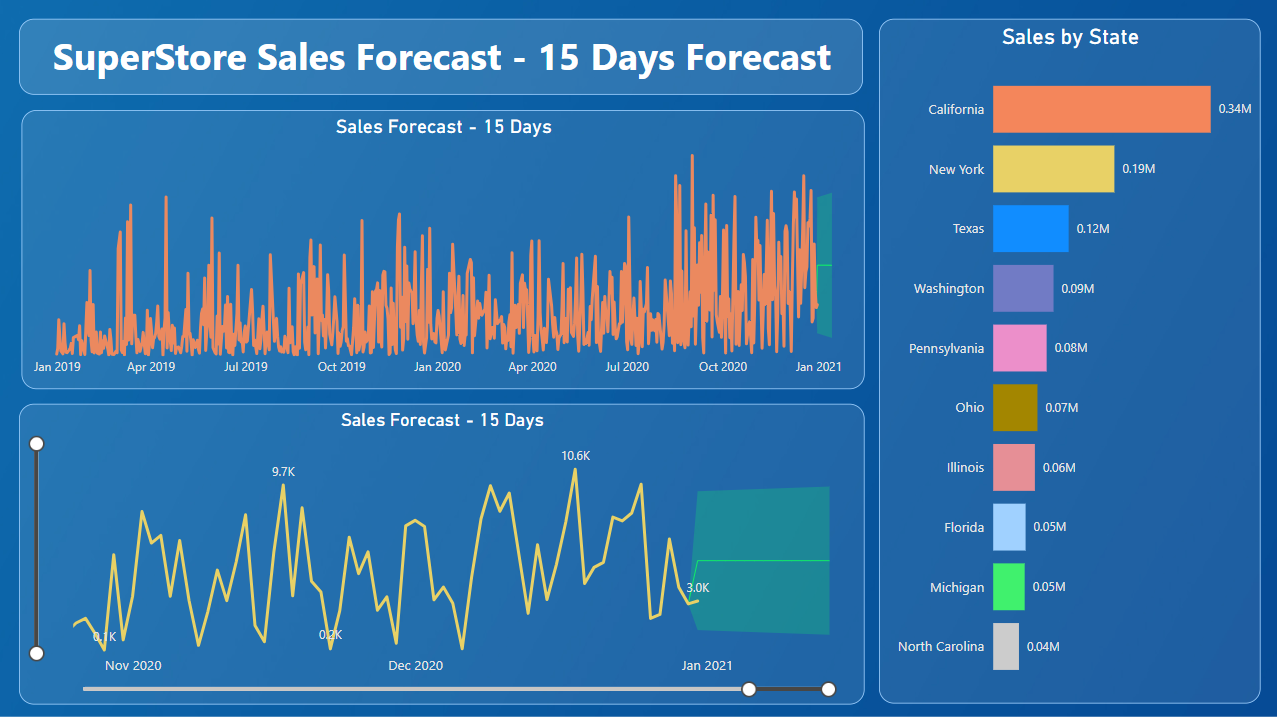 SuperStore Sales Forecast - 15 Days Forecast
Sales Forecast - 15 Days
Jan 2019 Apr 2019 Jul 2019 Oct 2019 Jan 2020 Apr 2020 Jul 2020 Oct 2020 Jan 2021
Sales Forecast - 15 Days
10.6K
9.7K
3.0K
0.1K 0.2K
Nov 2020 Dec 2020 Jan 2021
Sales by State
California 0.34M
New York 0.19M
Texas 0.12M
Washington 0.09M
Pennsylvania 0.08M
Ohio 0.07M
Illinois 0.06M
Florida 0.05M
Michigan 0.05M
North Carolina 0.04M